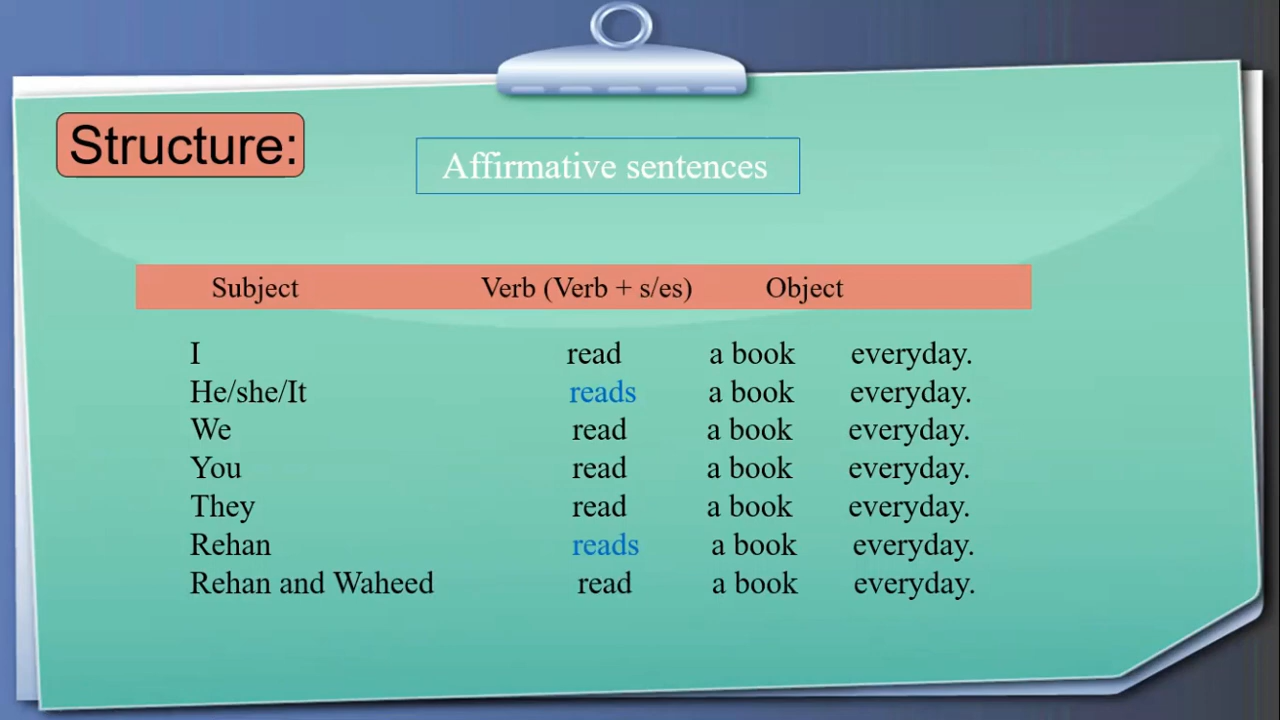 Structure:
Affirmative sentences
Subject Verb (Verb + s/es) Object
I read a book everyday.
He/she/It reads a book everyday.
We read a book everyday.
You read a book everyday.
They read a book everyday.
Rehan reads a book everyday.
Rehan and Waheed read a book everyday.